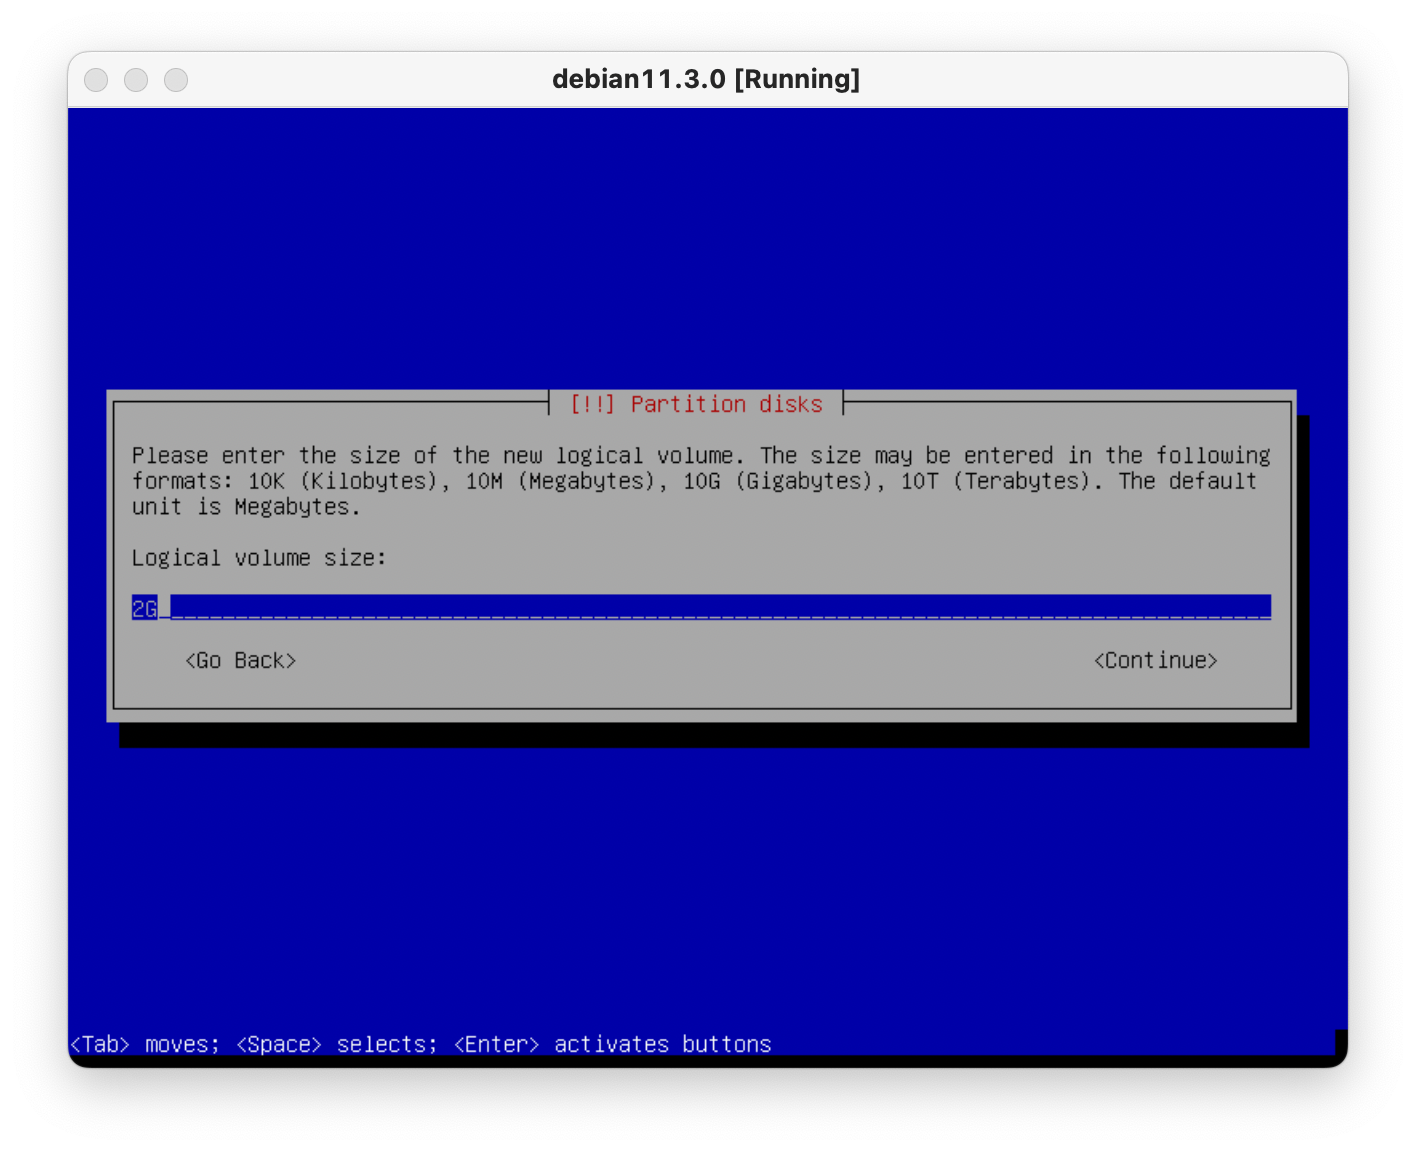 debian11.3.0 [Running]
[!!] Partition disks
Please enter the size of the new logical volume. The size may be entered in the following
formats: 10K (Kilobytes), 10M (Megabytes), 10G (Gigabytes), 10T (Terabytes). The default
unit is Megabytes.
Logical volume size:
2G
<Go Back> <Continue>
<Tab> moves; <Space> selects; <Enter> activates buttons